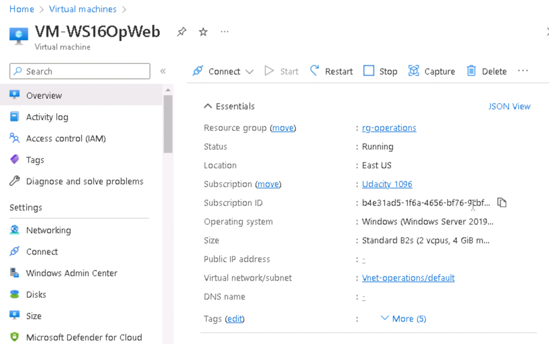 Home > Virtual machines >
VM-WS16OpWeb
Virtual machine
Search
Connect Start Restart Stop Capture Delete
Overview
Activity log
Access control (IAM)
Tags
Diagnose and solve problems
Settings
Networking
Connect
Windows Admin Center
Disks
Size
Microsoft Defender for Cloud
Essentials JSON View
Resource group (move) : rg-operations
Status : Running
Location : East US
Subscription (move) : Udacity 1096
Subscription ID : b4e31ad5-1f6a-4656-bf76-
Operating system : Windows (Windows Server 2019...
Size : Standard B2s (2 vcpus, 4 GiB m...
Public IP address : -
Virtual network/subnet : Vnet-operations/default
DNS name : -
Tags (edit) : More (5)